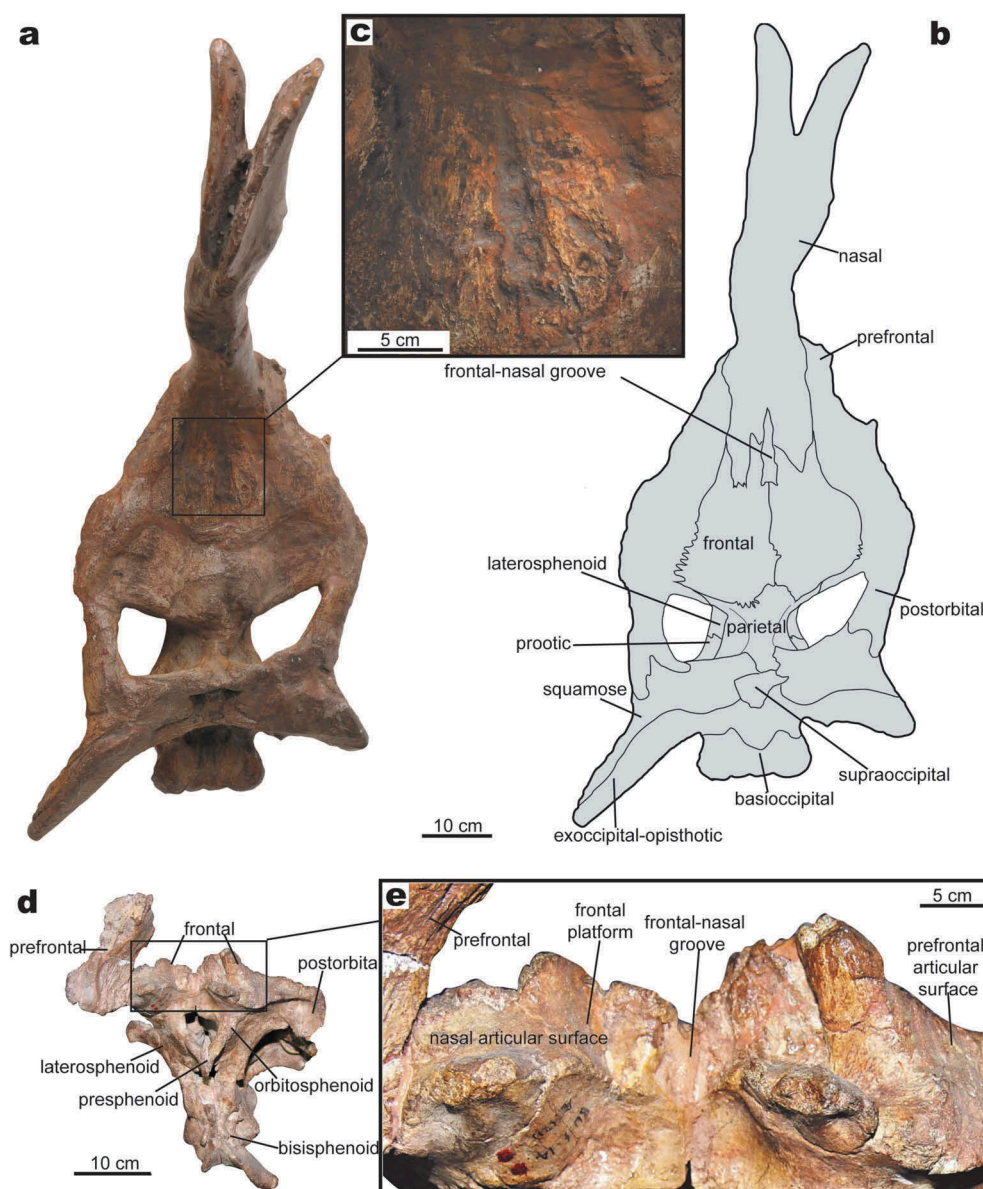 a
c
b
5 cm
nasal
prefrontal
frontal-nasal groove
frontal
laterosphenoid
postorbital
parietal
prootic
squamose
supraoccipital
basioccipital
10 cm
exoccipital-opisthotic
d
prefrontal
frontal
postorbital
laterosphenoid
orbitosphenoid
presphenoid
bisisphenoid
10 cm
e
5 cm
prefrontal
frontal
platform
frontal-nasal
groove
prefrontal
articular
surface
nasal articular surface